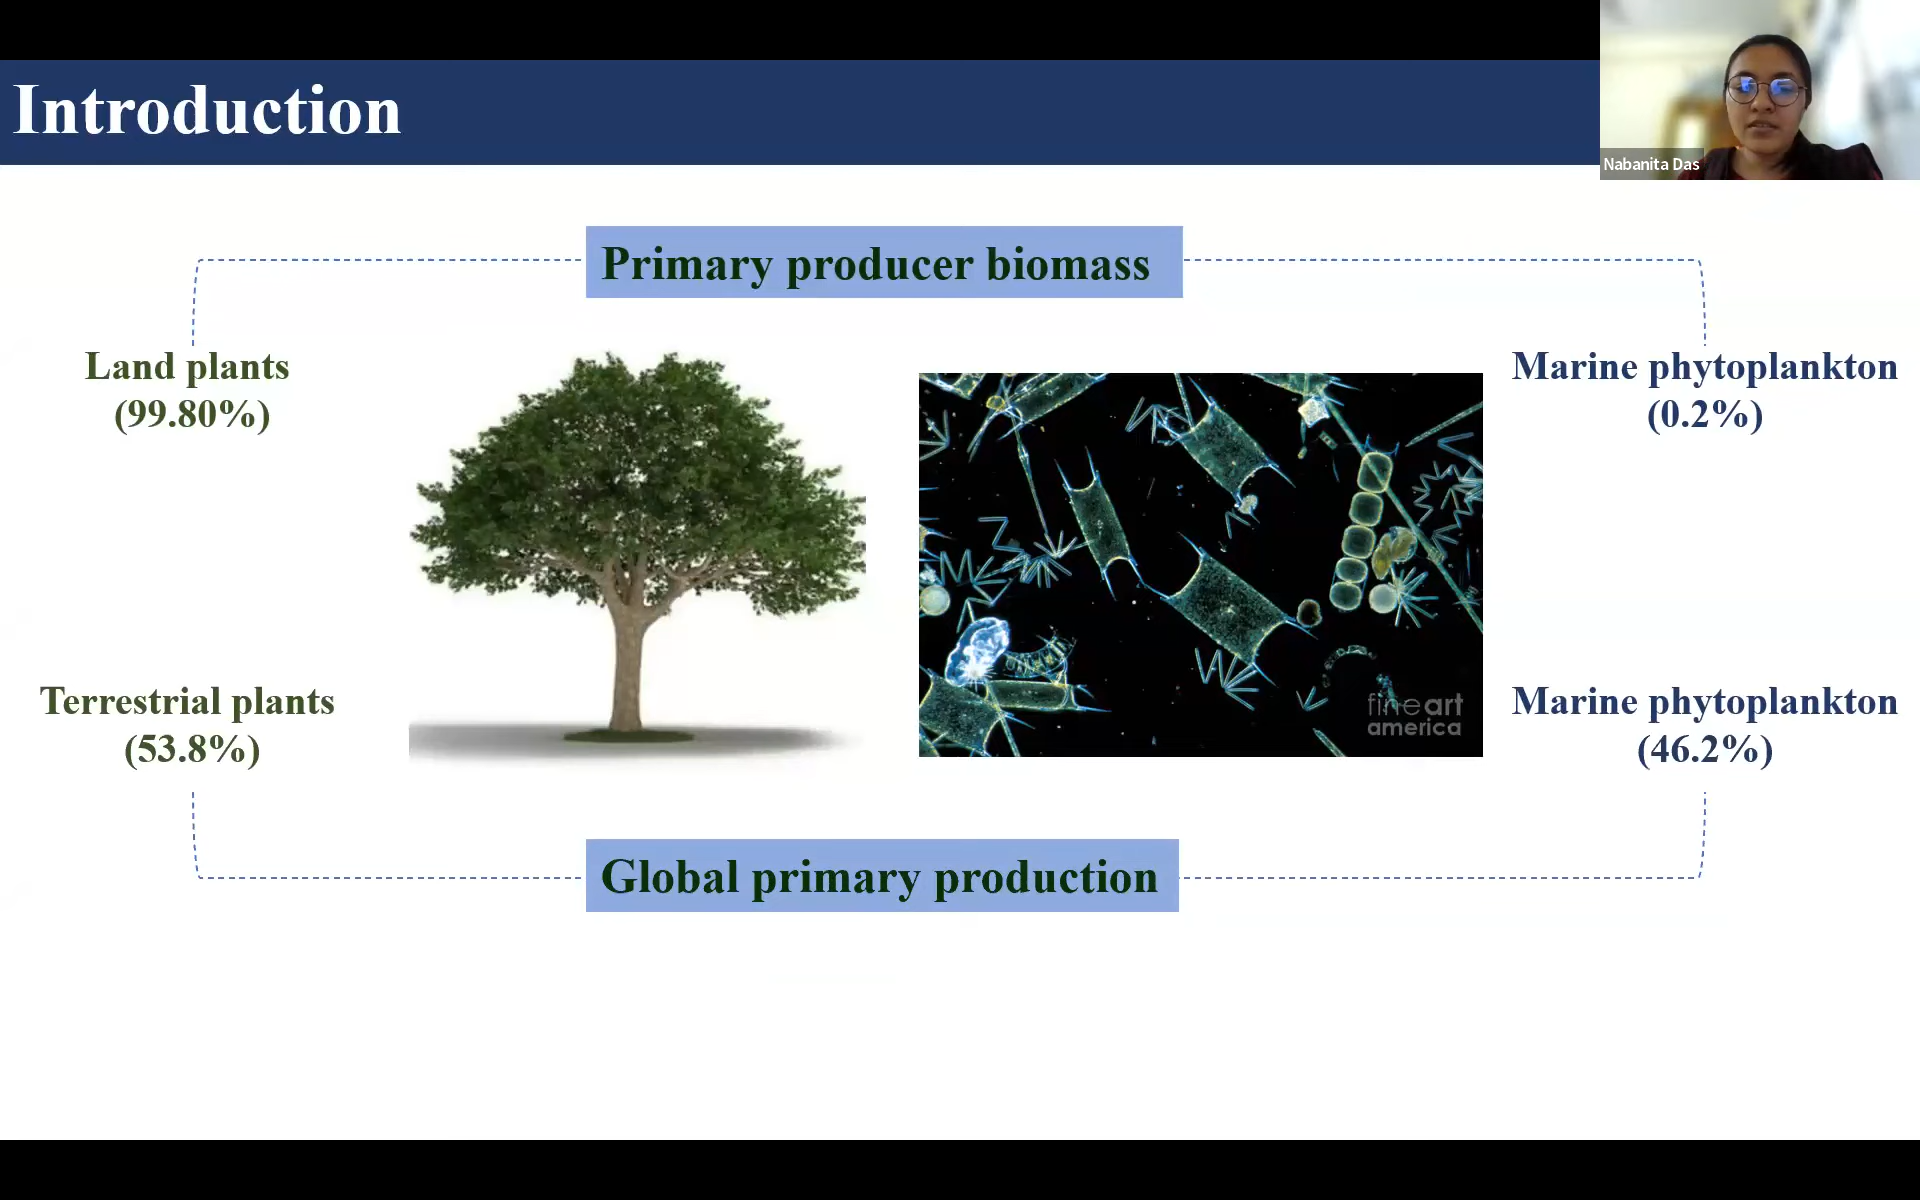 Introduction
Nabanita Das
Primary producer biomass
Land plants
(99.80%)
Marine phytoplankton
(0.2%)
fineart
america
Terrestrial plants
(53.8%)
Marine phytoplankton
(46.2%)
Global primary production